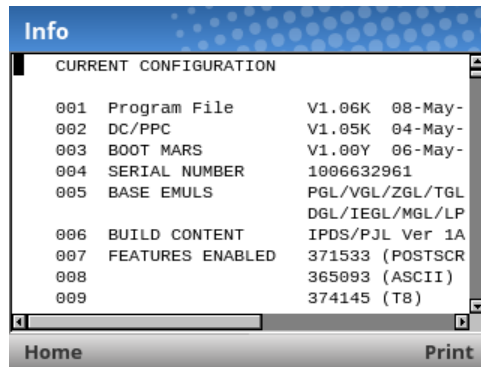 Info
CURRENT CONFIGURATION
001 Program File V1.06K 08-May-
002 DC/PPC V1.05K 04-May-
003 BOOT MARS V1.00Y 06-May-
004 SERIAL NUMBER 1006632961
005 BASE EMULS PGL/VGL/ZGL/TGL
DGL/IEGL/MGL/LP
006 BUILD CONTENT IPDS/PJL Ver 1A
007 FEATURES ENABLED 371533 (POSTSCR
008 365093 (ASCII)
009 374145 (T8)
Home Print